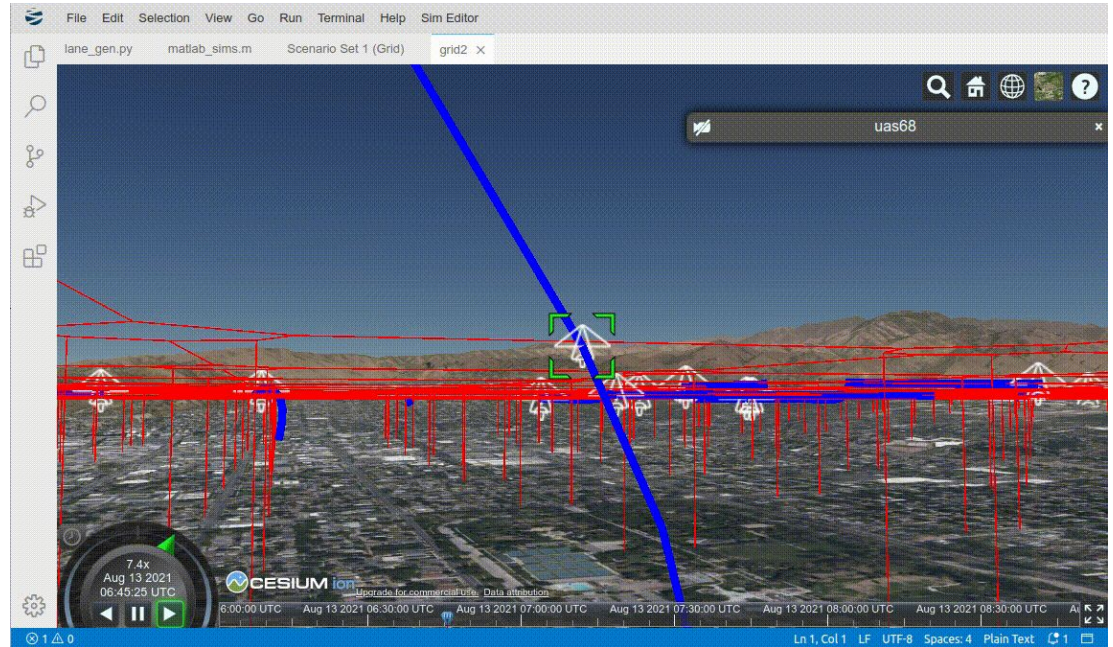 File Edit Selection View Go Run Terminal Help Sim Editor
lane_gen.py matlab_sims.m Scenario Set 1 (Grid) grid2 ×
uas68 ×
7.4x
Aug 13 2021
06:45:25 UTC
CESIUM ion
Upgrade for commercial use. Data attribution
6:00:00 UTC Aug 13 2021 06:30:00 UTC Aug 13 2021 07:00:00 UTC Aug 13 2021 07:30:00 UTC Aug 13 2021 08:00:00 UTC Aug 13 2021 08:30:00 UTC
1 0 Ln 1, Col 1 LF UTF-8 Spaces: 4 Plain Text 1